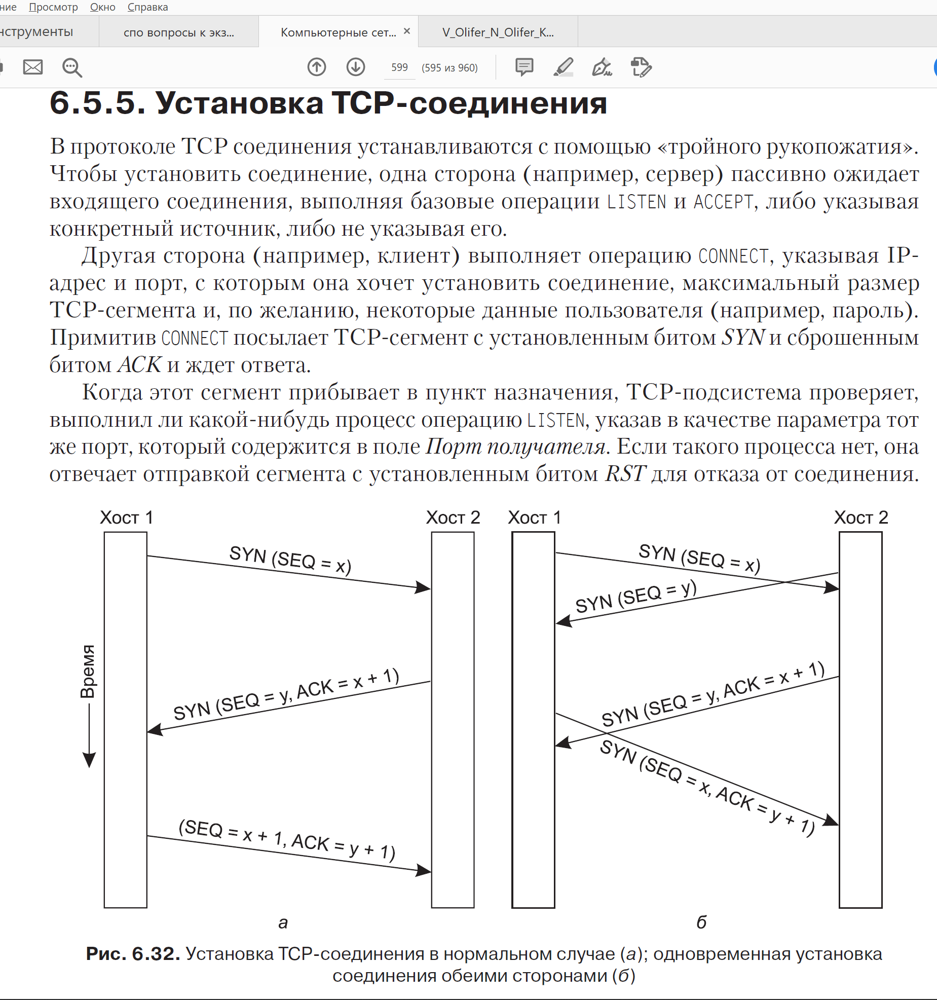 Просмотр Окно Справка
спо вопросы к экз... Компьютерные сет... × V_Olifer_N_Olifer_K...
599 (595 из 960)
6.5.5. Установка TCP-соединения
В протоколе TCP соединения устанавливаются с помощью «тройного рукопожатия».
Чтобы установить соединение, одна сторона (например, сервер) пассивно ожидает
входящего соединения, выполняя базовые операции LISTEN и ACCEPT, либо указывая
конкретный источник, либо не указывая его.
Другая сторона (например, клиент) выполняет операцию CONNECT, указывая IP-
адрес и порт, с которым она хочет установить соединение, максимальный размер
TCP-сегмента и, по желанию, некоторые данные пользователя (например, пароль).
Примитив CONNECT посылает TCP-сегмент с установленным битом SYN и сброшенным
битом ACK и ждет ответа.
Когда этот сегмент прибывает в пункт назначения, TCP-подсистема проверяет,
выполнил ли какой-нибудь процесс операцию LISTEN, указав в качестве параметра тот
же порт, который содержится в поле Порт получателя. Если такого процесса нет, она
отвечает отправкой сегмента с установленным битом RST для отказа от соединения.
Хост 1 Хост 2 Хост 1 Хост 2
SYN (SEQ = x)
SYN (SEQ = y, ACK = x + 1)
(SEQ = x + 1, ACK = y + 1)
Время
SYN (SEQ = x)
SYN (SEQ = y)
SYN (SEQ = y, ACK = x + 1)
SYN (SEQ = x, ACK = y + 1)
а б
Рис. 6.32. Установка TCP-соединения в нормальном случае (а); одновременная установка
соединения обеими сторонами (б)